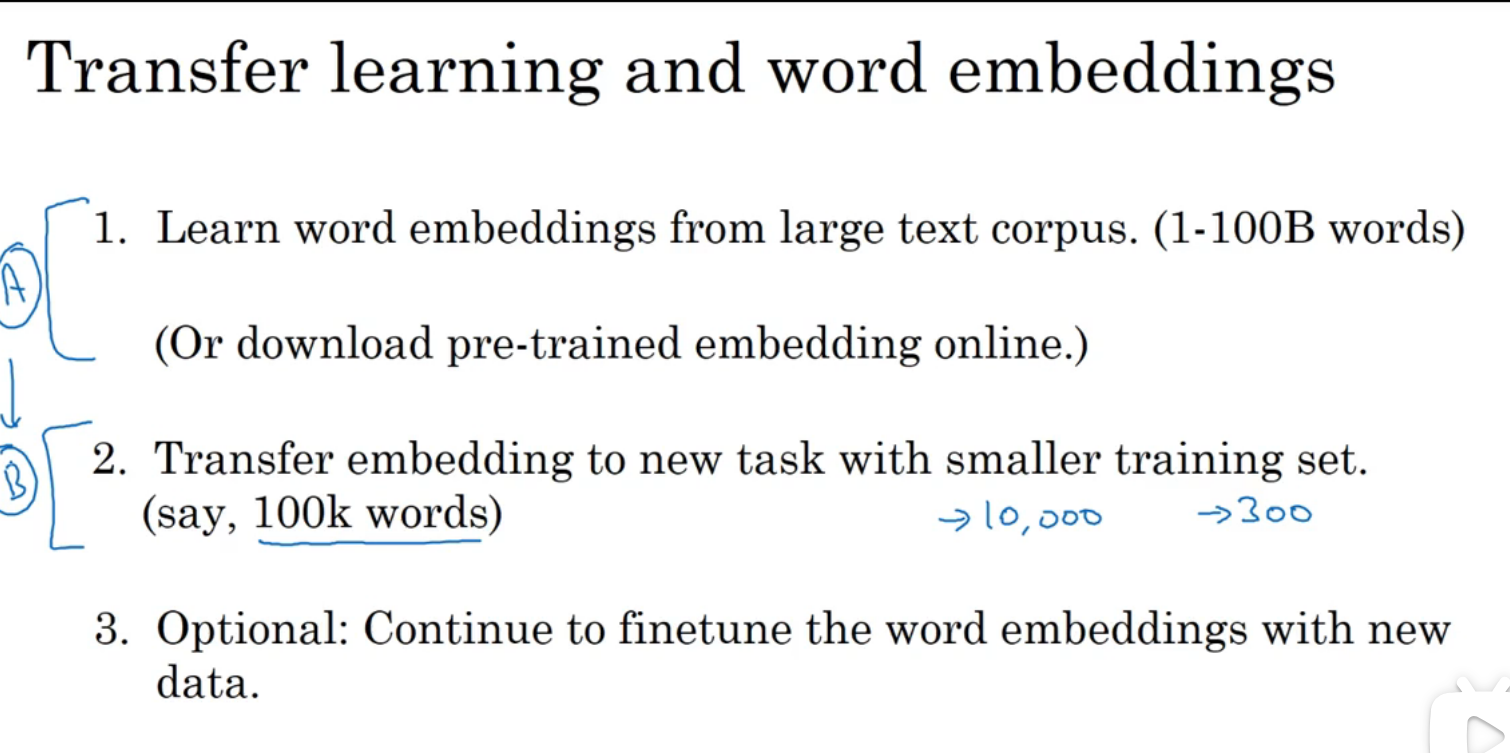 Transfer learning and word embeddings
A
1. Learn word embeddings from large text corpus. (1-100B words)
(Or download pre-trained embedding online.)
B
2. Transfer embedding to new task with smaller training set.
(say, 100k words)
→10,000 →300
3. Optional: Continue to finetune the word embeddings with new
data.